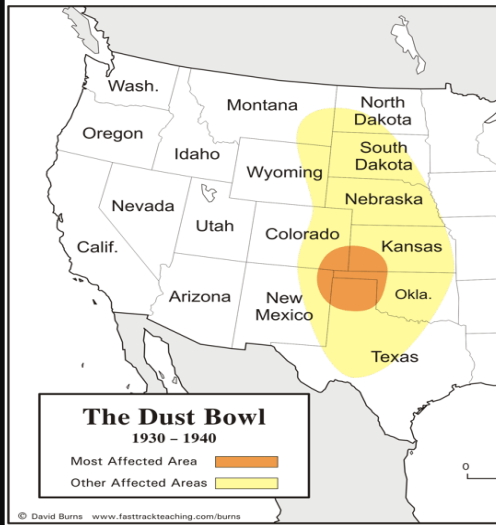 Wash.
Montana
North
Dakota
Oregon
Idaho
South
Dakota
Wyoming
Nebraska
Nevada
Utah
Colorado
Kansas
Calif.
Arizona
New
Mexico
Okla.
Texas
The Dust Bowl
1930 – 1940
Most Affected Area
Other Affected Areas
0
© David Burns www.fasttrackteaching.com/burns